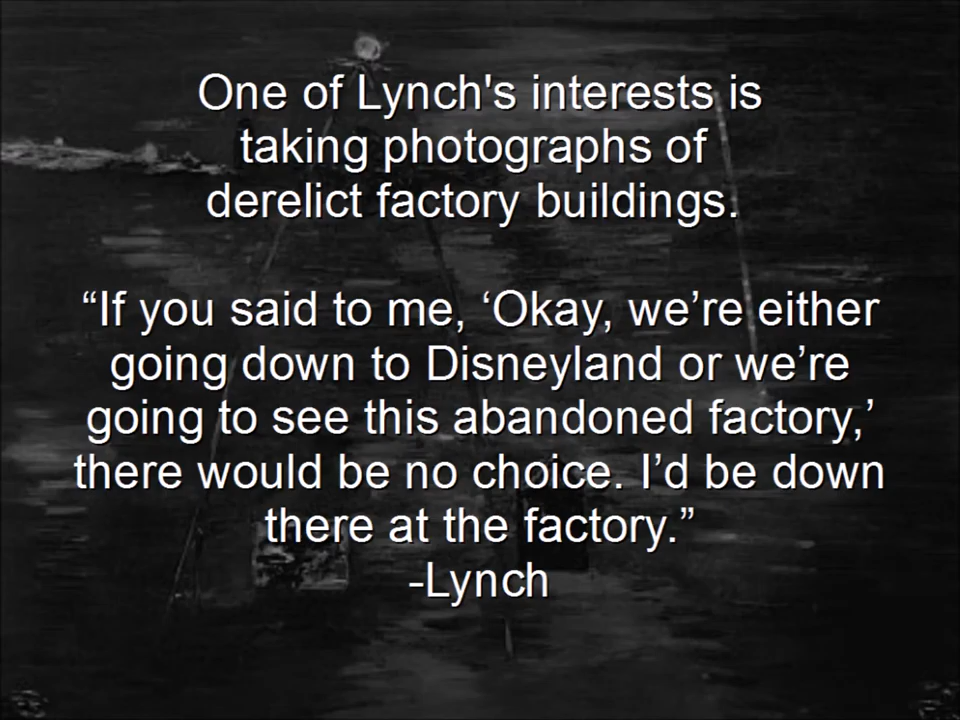 One of Lynch's interests is
taking photographs of
derelict factory buildings.
“If you said to me, ‘Okay, we’re either
going down to Disneyland or we’re
going to see this abandoned factory,’
there would be no choice. I’d be down
there at the factory.”
-Lynch